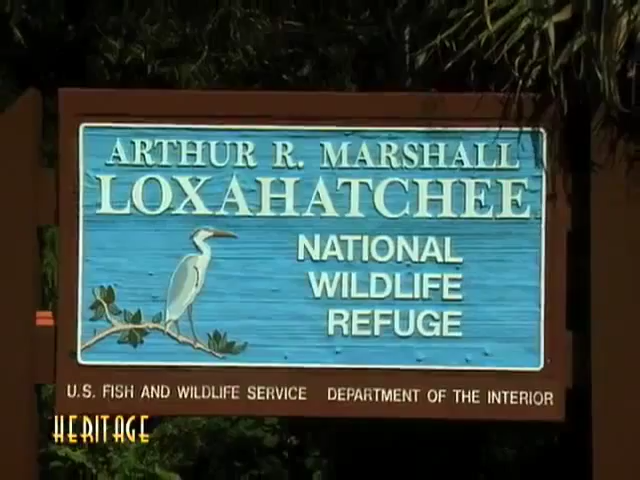 ARTHUR R. MARSHALL
LOXAHATCHEE
NATIONAL
WILDLIFE
REFUGE
U.S. FISH AND WILDLIFE SERVICE DEPARTMENT OF THE INTERIOR
HERITAGE